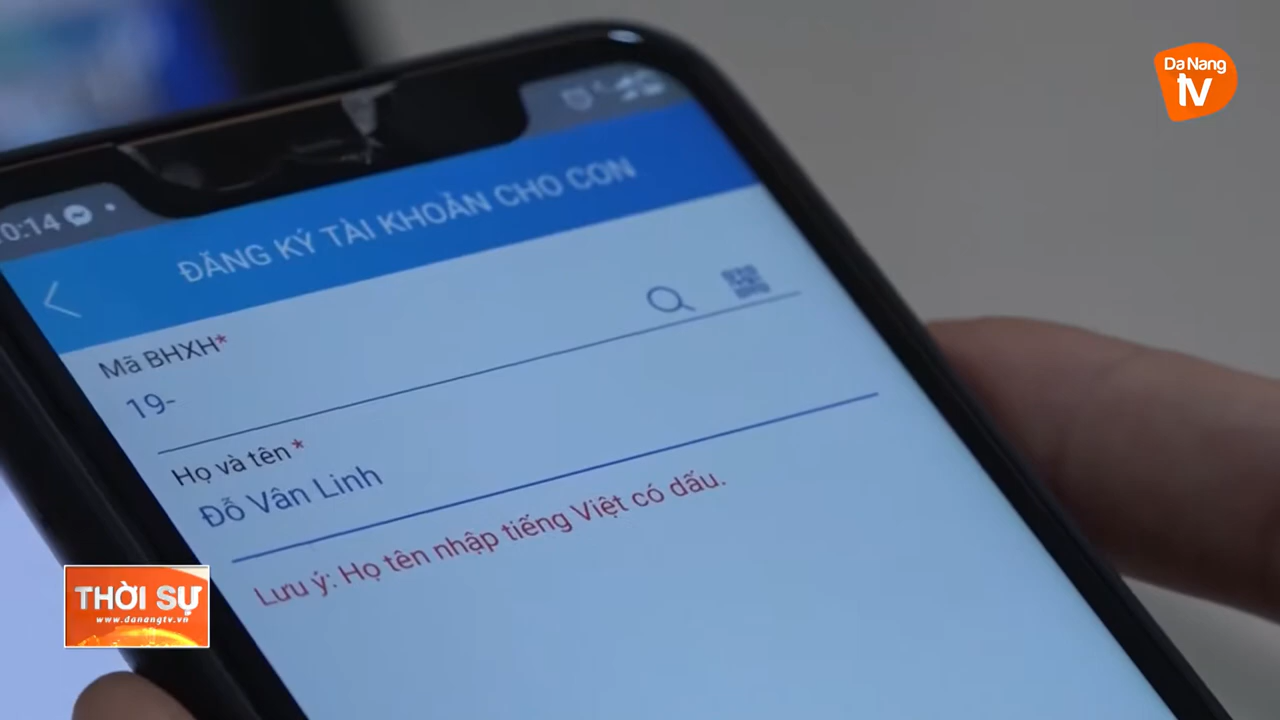 Da Nang
tv
0:14
ĐĂNG KÝ TÀI KHOẢN CHO CON
Mã BHXH*
19-
Họ và tên *
Đỗ Vân Linh
Lưu ý: Họ tên nhập tiếng Việt có dấu.
THỜI SỰ
www.danangtv.vn